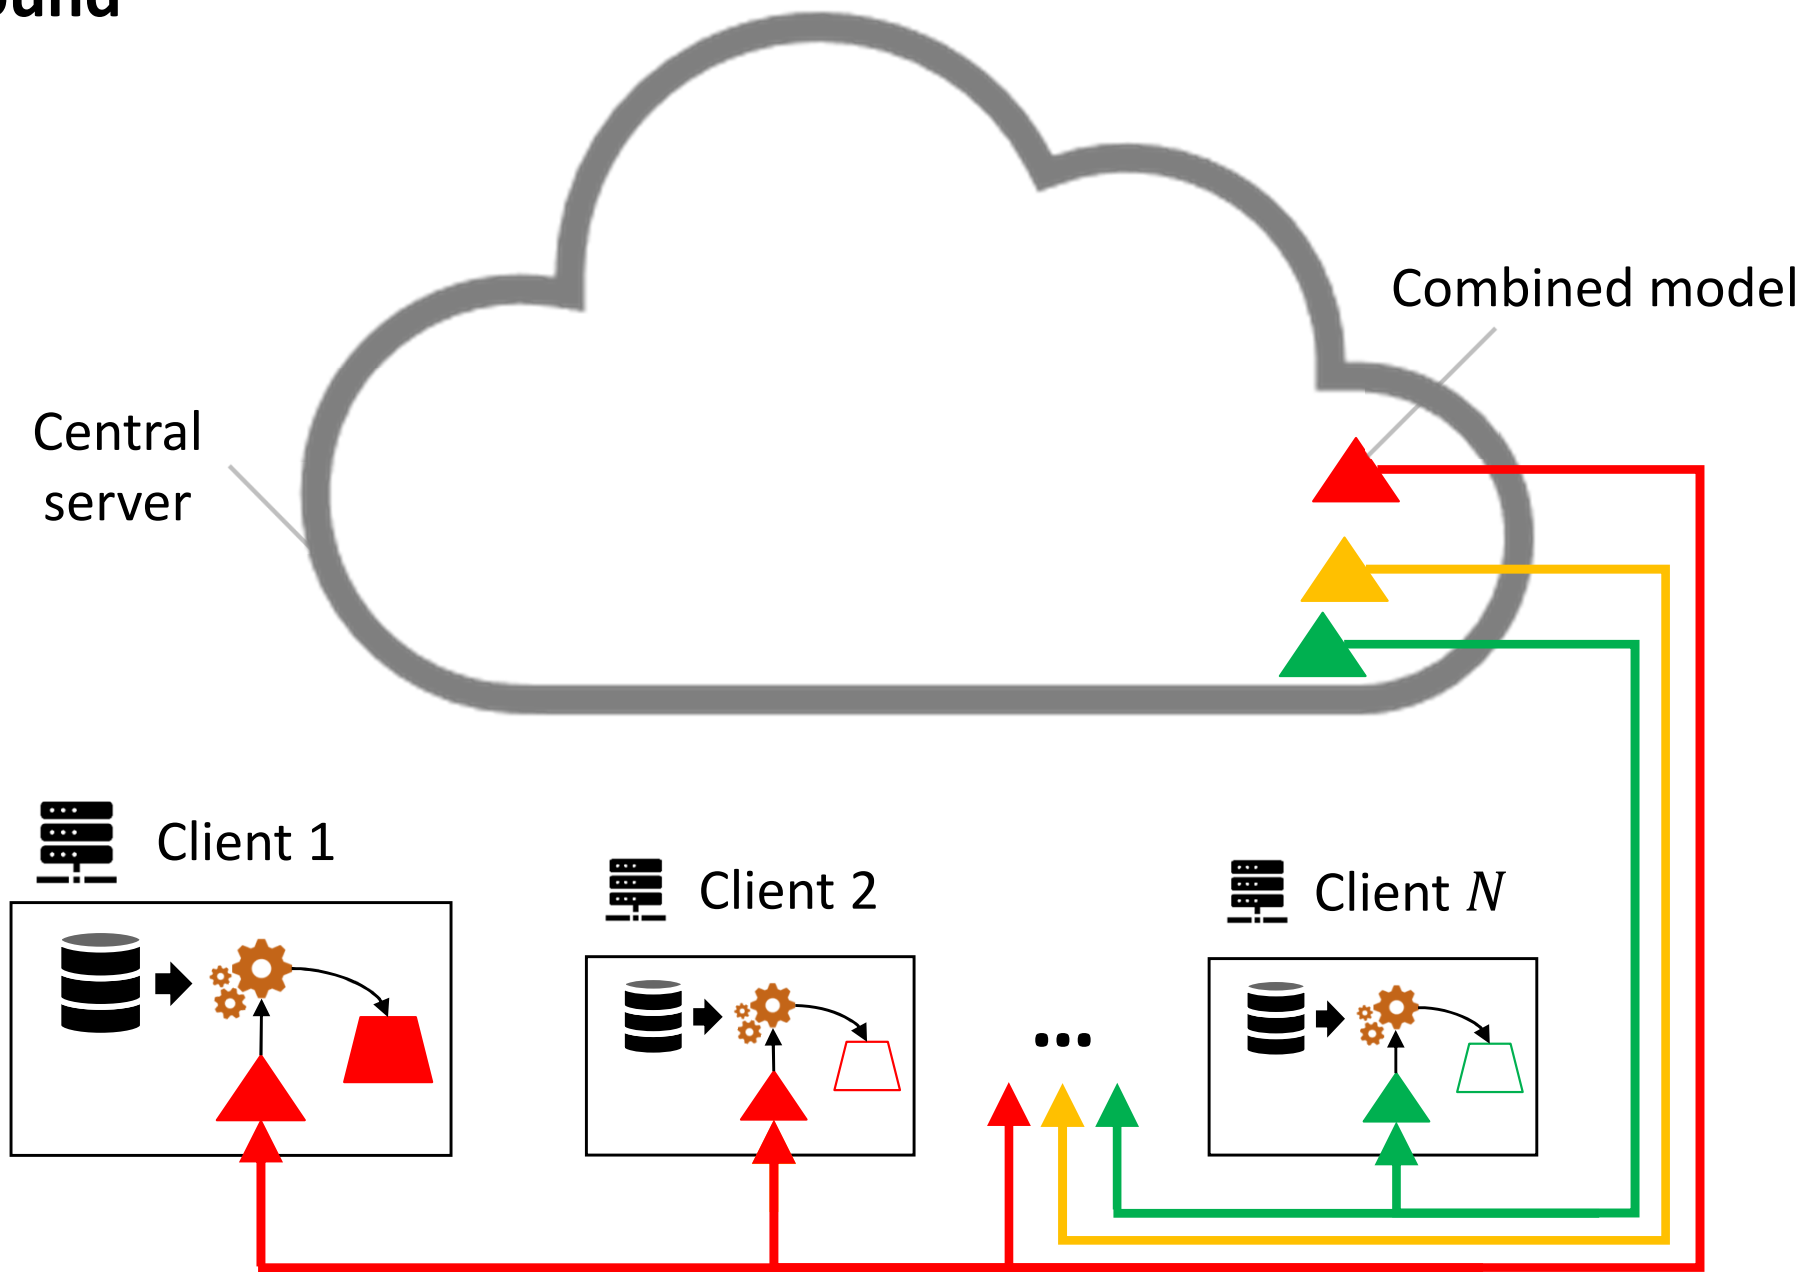 Combined model
Central
server
Client 1
Client 2
...
Client N